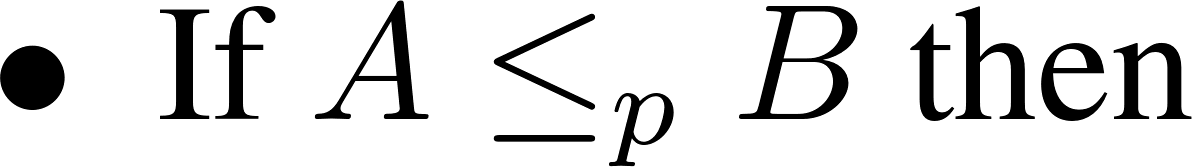 • If A ≤p B then